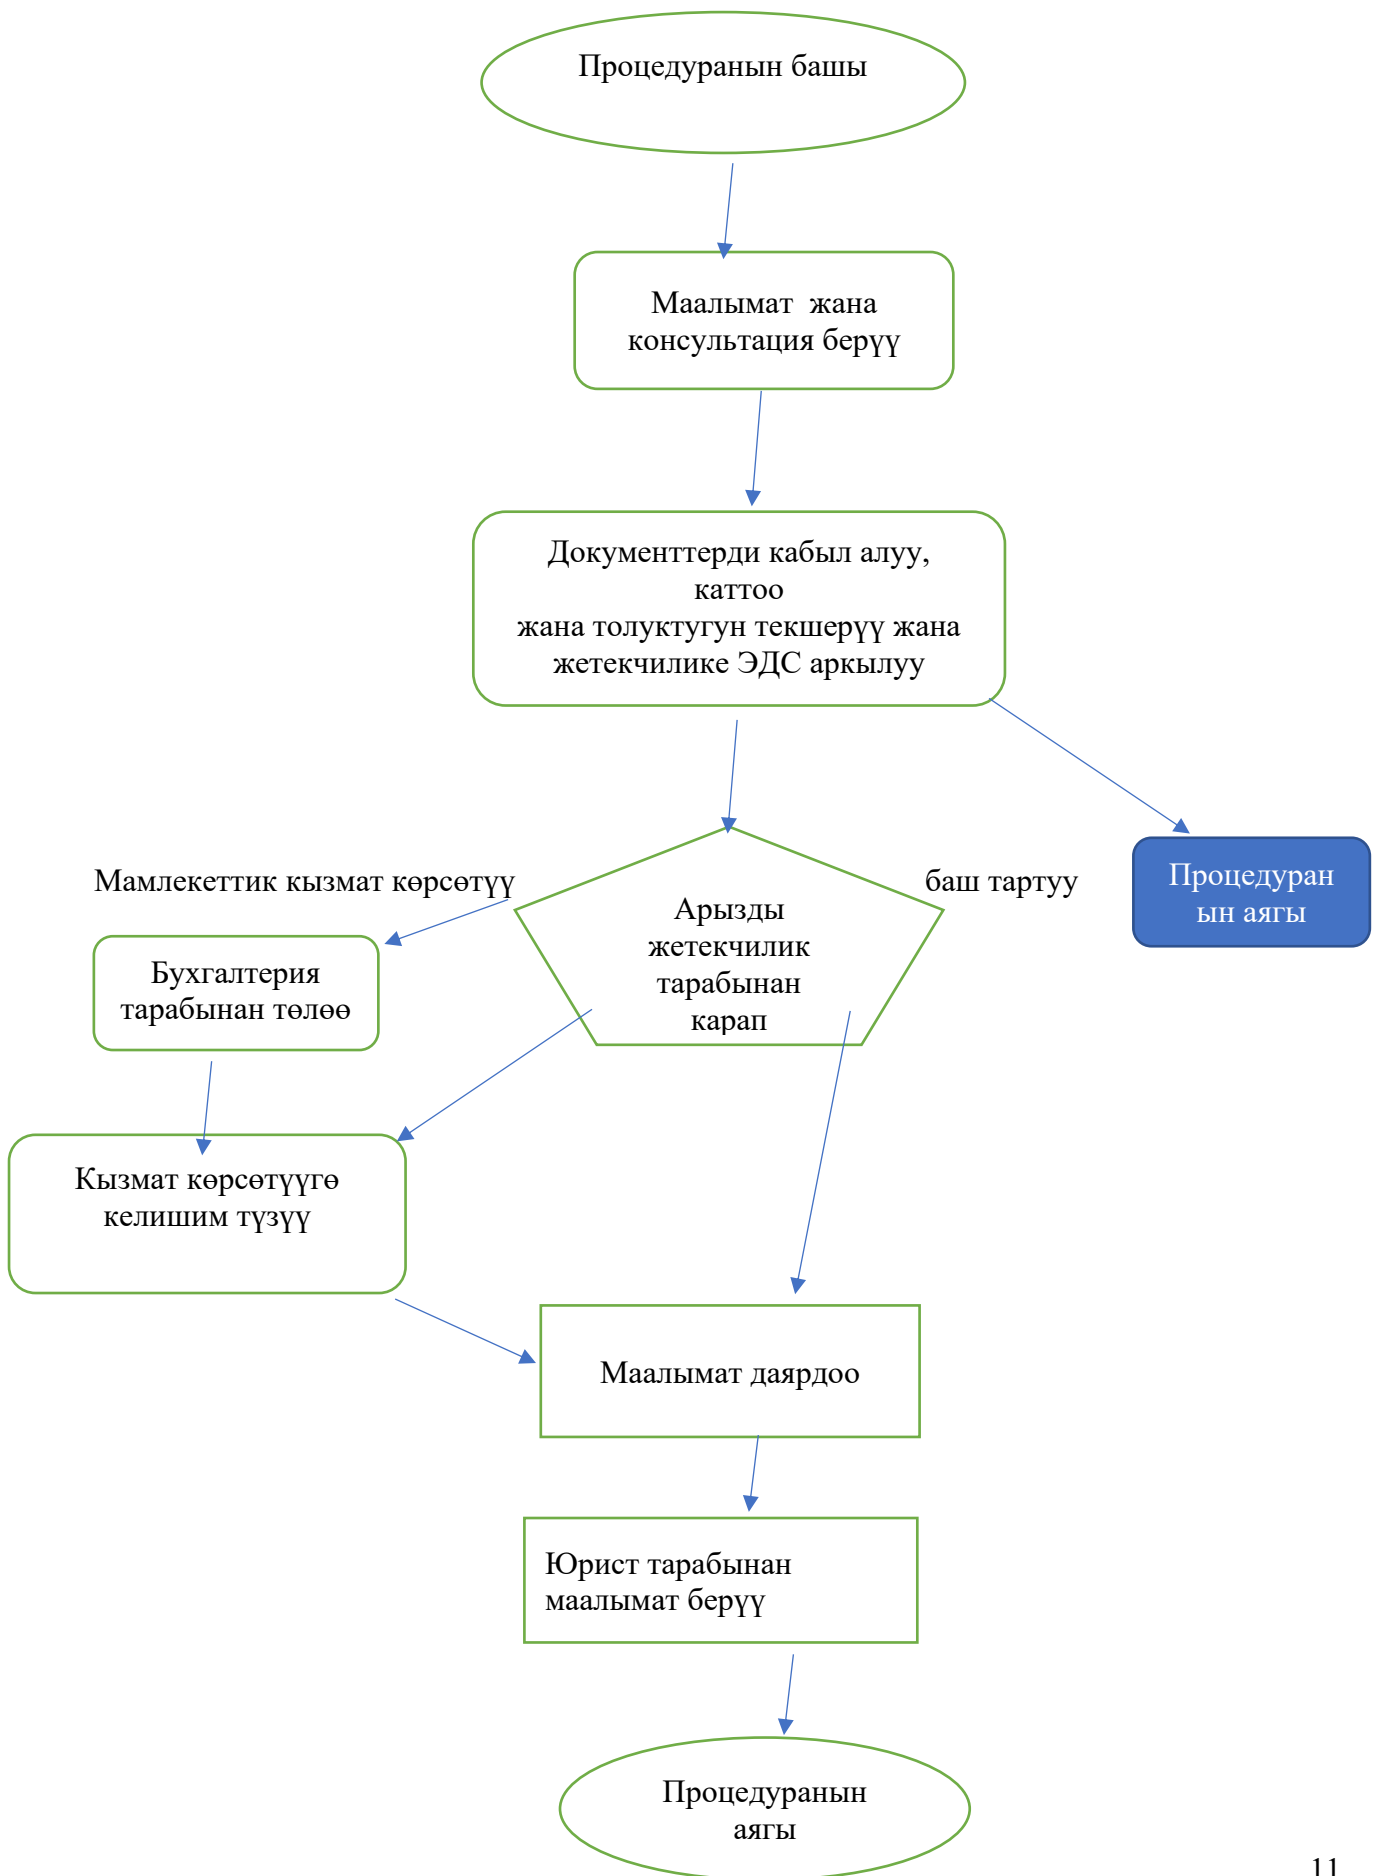 Процедуранын башы
Маалымат жана
консультация берүү
Документтерди кабыл алуу,
каттоо
жана толуктугун текшерүү жана
жетекчилике ЭДС аркылуу
Мамлекеттик кызмат көрсөтүү
баш тартуу
Процедуран
ын аягы
Арызды
жетекчилик
тарабынан
карап
Бухгалтерия
тарабынан төлөө
Кызмат көрсөтүүгө
келишим түзүү
Маалымат даярдоо
Юрист тарабынан
маалымат берүү
Процедуранын
аягы
11